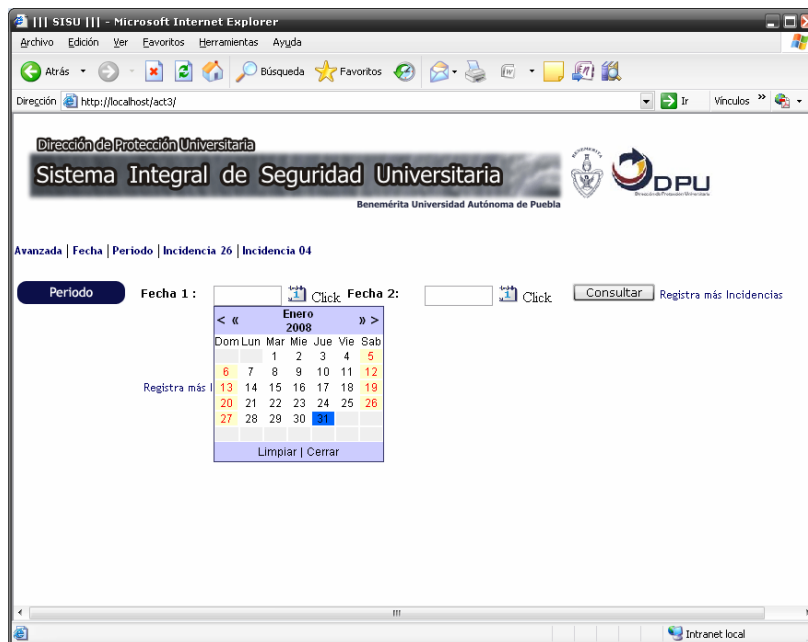 ||| SISU ||| - Microsoft Internet Explorer
Archivo Edición Ver Favoritos Herramientas Ayuda
Atrás Búsqueda Favoritos
Dirección http://localhost/act3/ Ir Vínculos »
Dirección de Protección Universitaria
Sistema Integral de Seguridad Universitaria
Benemérita Universidad Autónoma de Puebla
BENEMÉRITA
DPU
Dirección de Protección Universitaria
Avanzada | Fecha | Periodo | Incidencia 26 | Incidencia 04
Periodo Fecha 1 : Click Fecha 2: Click Consultar Registra más Incidencias
< « Enero » >
2008
Dom Lun Mar Mie Jue Vie Sab
1 2 3 4 5
6 7 8 9 10 11 12
Registra más I 13 14 15 16 17 18 19
20 21 22 23 24 25 26
27 28 29 30 31
Limpiar | Cerrar
Intranet local